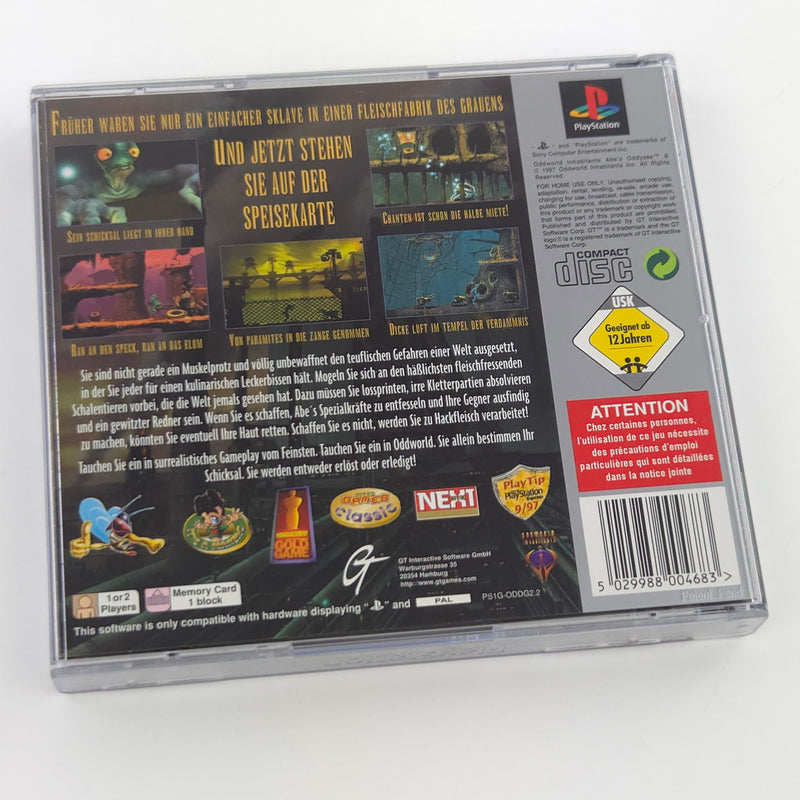 FRÜHER WAREN SIE NUR EIN EINFACHER SKLAVE IN EINER FLEISCHFABRIK DES GRAUENS
UND JETZT STEHEN
SIE AUF DER
SPEISEKARTE
SEIN SCHICKSAL LIEGT IN IHRER HAND
CHANTEN IST SCHON DIE HALBE MIETE!
RAN AN DEN SPECK, RAN AN DAS ELUM
VON PARAMITES IN DIE ZANGE GENOMMEN
DICKE LUFT IM TEMPEL DER VERDAMMNIS
Sie sind nicht gerade ein Muskelprotz und völlig unbewaffnet den teuflischen Gefahren einer Welt ausgesetzt,
in der Sie jeder für einen kulinarischen Leckerbissen hält. Mogeln Sie sich an den häßlichsten fleischfressenden
Schalentieren vorbei, die die Welt jemals gesehen hat. Dazu müssen Sie lossprinten, irre Kletterpartien absolvieren
und ein gewitzter Redner sein. Wenn Sie es schaffen, Abe´s Spezialkräfte zu entfesseln und Ihre Gegner ausfindig
zu machen, könnten Sie eventuell Ihre Haut retten. Schaffen Sie es nicht, werden Sie zu Hackfleisch verarbeitet!
Tauchen Sie ein in surrealistisches Gameplay vom Feinsten. Tauchen Sie ein in Oddworld. Sie allein bestimmen Ihr
Schicksal. Sie werden entweder erlöst oder erledigt!
GOLD GAME
GAMES
Classic
NEXT
PlayTip
PlayStation
9/97
GT
GT Interactive Software GmbH
Warburgstrasse 35
20354 Hamburg
http://www.gtgames.com
ODDWORLD
INHABITANTS
1 or 2
Players
Memory Card
1 block
PAL
PS1G-ODDG2.2
This software is only compatible with hardware displaying " " and
PlayStation
- and "PlayStation" are trademarks of
Sony Computer Entertainment Inc.
Oddworld Inhabitants Abe's Oddysee™ &
© 1997 Oddworld Inhabitants Inc. All Rights
Reserved.
FOR HOME USE ONLY. Unauthorised copying,
adaptation, rental, lending, re-sale, arcade use,
charging for use, broadcast, cable transmission,
public performance, distribution or extraction of
this product or any trademark or copyright work
that forms part of this product are prohibited.
Published and distributed by GT Interactive
Software Corp. GT™ is a trademark and the GT
logo® is a registered trademark of GT Interactive
Software Corp.
COMPACT
disc
USK
Geeignet ab
12 Jahren
ATTENTION
Chez certaines personnes,
l'utilisation de ce jeu nécessite
des précautions d'emploi
particulières qui sont détaillées
dans la notice jointe
5 029988 004683 >